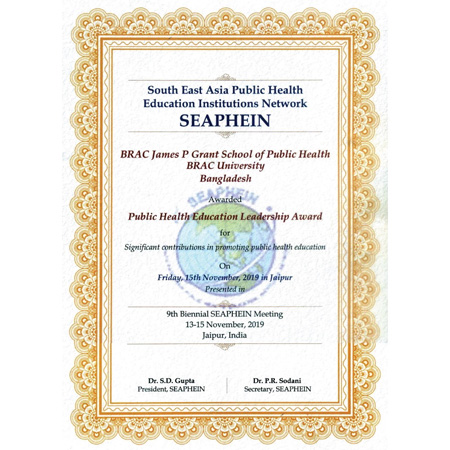 South East Asia Public Health
Education Institutions Network
SEAPHEIN
BRAC James P Grant School of Public Health
BRAC University
Bangladesh
SEAPHEIN
Awarded
Public Health Education Leadership Award
for
Significant contributions in promoting public health education
On
Friday, 15th November, 2019 in Jaipur
Presented in
9th Biennial SEAPHEIN Meeting
13-15 November, 2019
Jaipur, India
Dr. S.D. Gupta
President, SEAPHEIN
Dr. P.R. Sodani
Secretary, SEAPHEIN